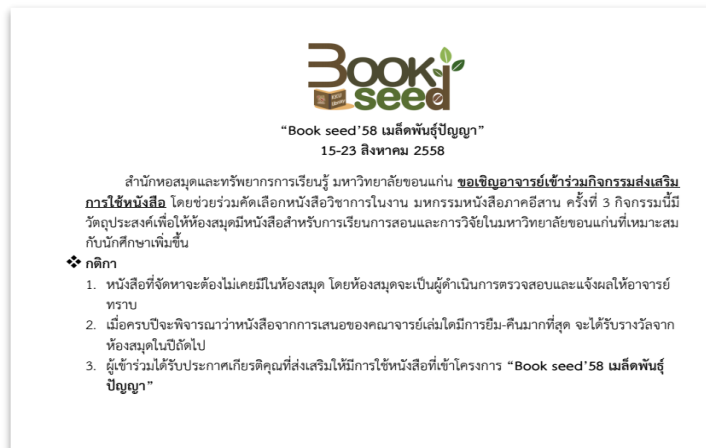 BOOK
seed
“Book seed’58 เมล็ดพันธุ์ปัญญา”
15-23 สิงหาคม 2558
สำนักหอสมุดและทรัพยากรการเรียนรู้ มหาวิทยาลัยขอนแก่น ขอเชิญอาจารย์เข้าร่วมกิจกรรมส่งเสริม
การใช้หนังสือ โดยช่วยร่วมคัดเลือกหนังสือวิชาการในงาน มหกรรมหนังสือภาคอีสาน ครั้งที่ 3 กิจกรรมนี้มี
วัตถุประสงค์เพื่อให้ห้องสมุดมีหนังสือสำหรับการเรียนการสอนและการวิจัยในมหาวิทยาลัยขอนแก่นที่เหมาะสม
กับนักศึกษาเพิ่มขึ้น
❖ กติกา
1. หนังสือที่จัดหาจะต้องไม่เคยมีในห้องสมุด โดยห้องสมุดจะเป็นผู้ดำเนินการตรวจสอบและแจ้งผลให้อาจารย์
ทราบ
2. เมื่อครบปีจะพิจารณาว่าหนังสือจากการเสนอของคณาจารย์เล่มใดมีการยืม-คืนมากที่สุด จะได้รับรางวัลจาก
ห้องสมุดในปีถัดไป
3. ผู้เข้าร่วมได้รับประกาศเกียรติคุณที่ส่งเสริมให้มีการใช้หนังสือที่เข้าโครงการ “Book seed’58 เมล็ดพันธุ์
ปัญญา”